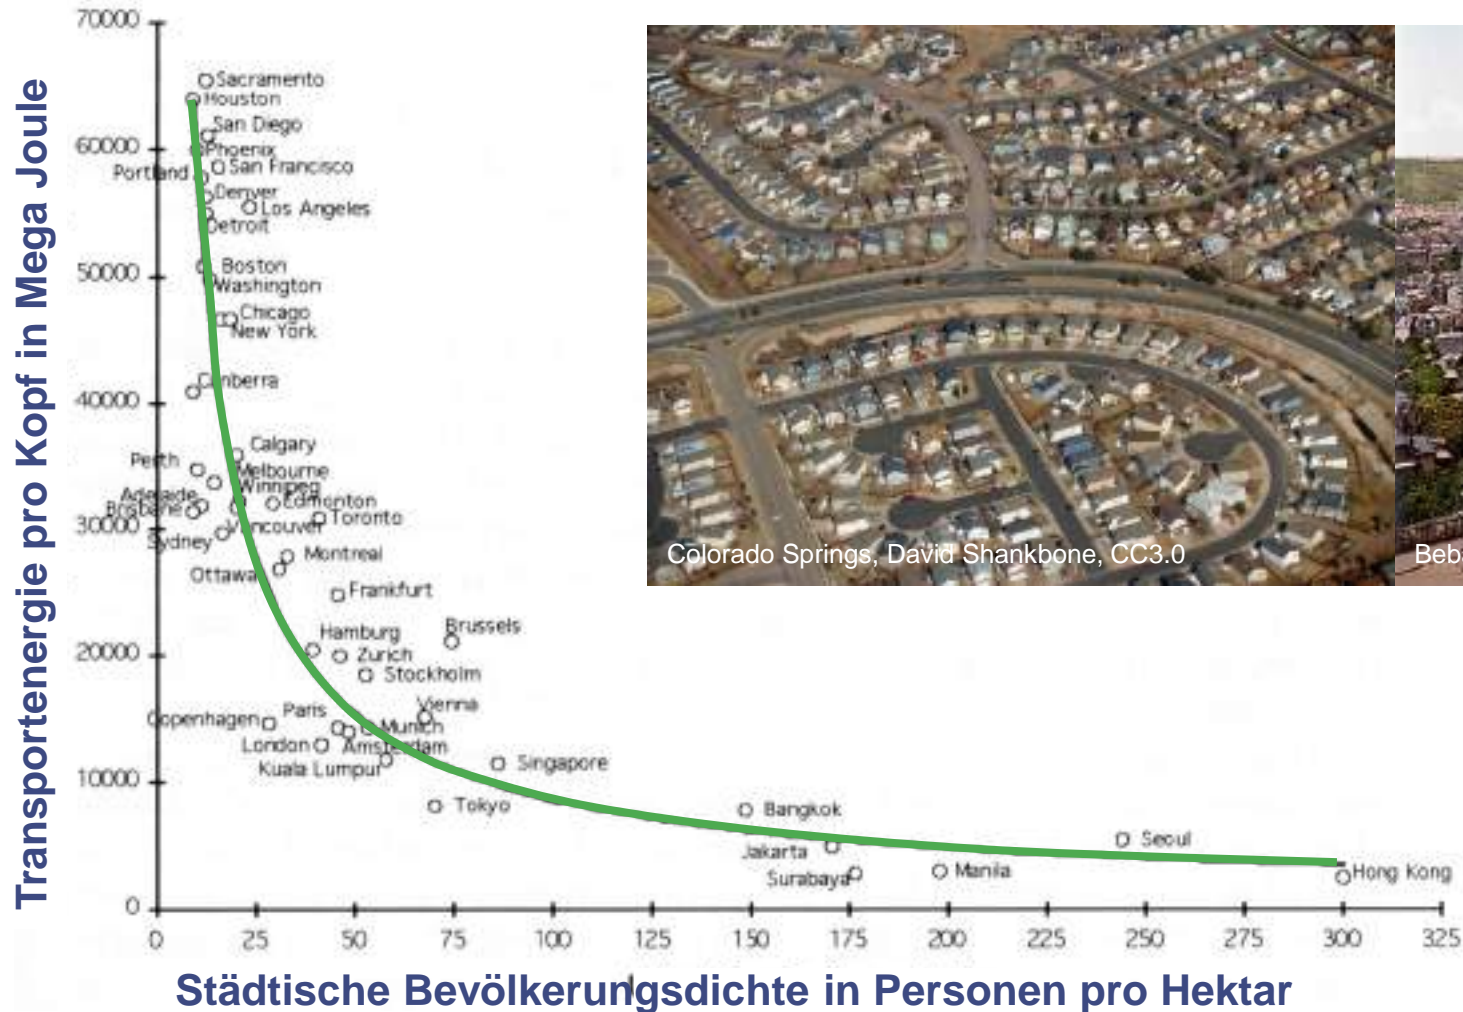 Transportenergie pro Kopf in Mega Joule
70000
60000
50000
40000
30000
20000
10000
0
Sacramento
Houston
San Diego
Phoenix
San Francisco
Portland
Denver
Los Angeles
Detroit
Boston
Washington
Chicago
New York
Canberra
Calgary
Perth
Melbourne
Winnipeg
Adelaide
Edmonton
Brisbane
Toronto
Vancouver
Sydney
Montreal
Ottawa
Frankfurt
Hamburg
Brussels
Zurich
Stockholm
Vienna
Paris
Copenhagen
Munich
London
Amsterdam
Kuala Lumpur
Singapore
Tokyo
Bangkok
Jakarta
Surabaya
Manila
Seoul
Hong Kong
Colorado Springs, David Shankbone, CC3.0
Beb
0 25 50 75 100 125 150 175 200 225 250 275 300 325
Städtische Bevölkerungsdichte in Personen pro Hektar